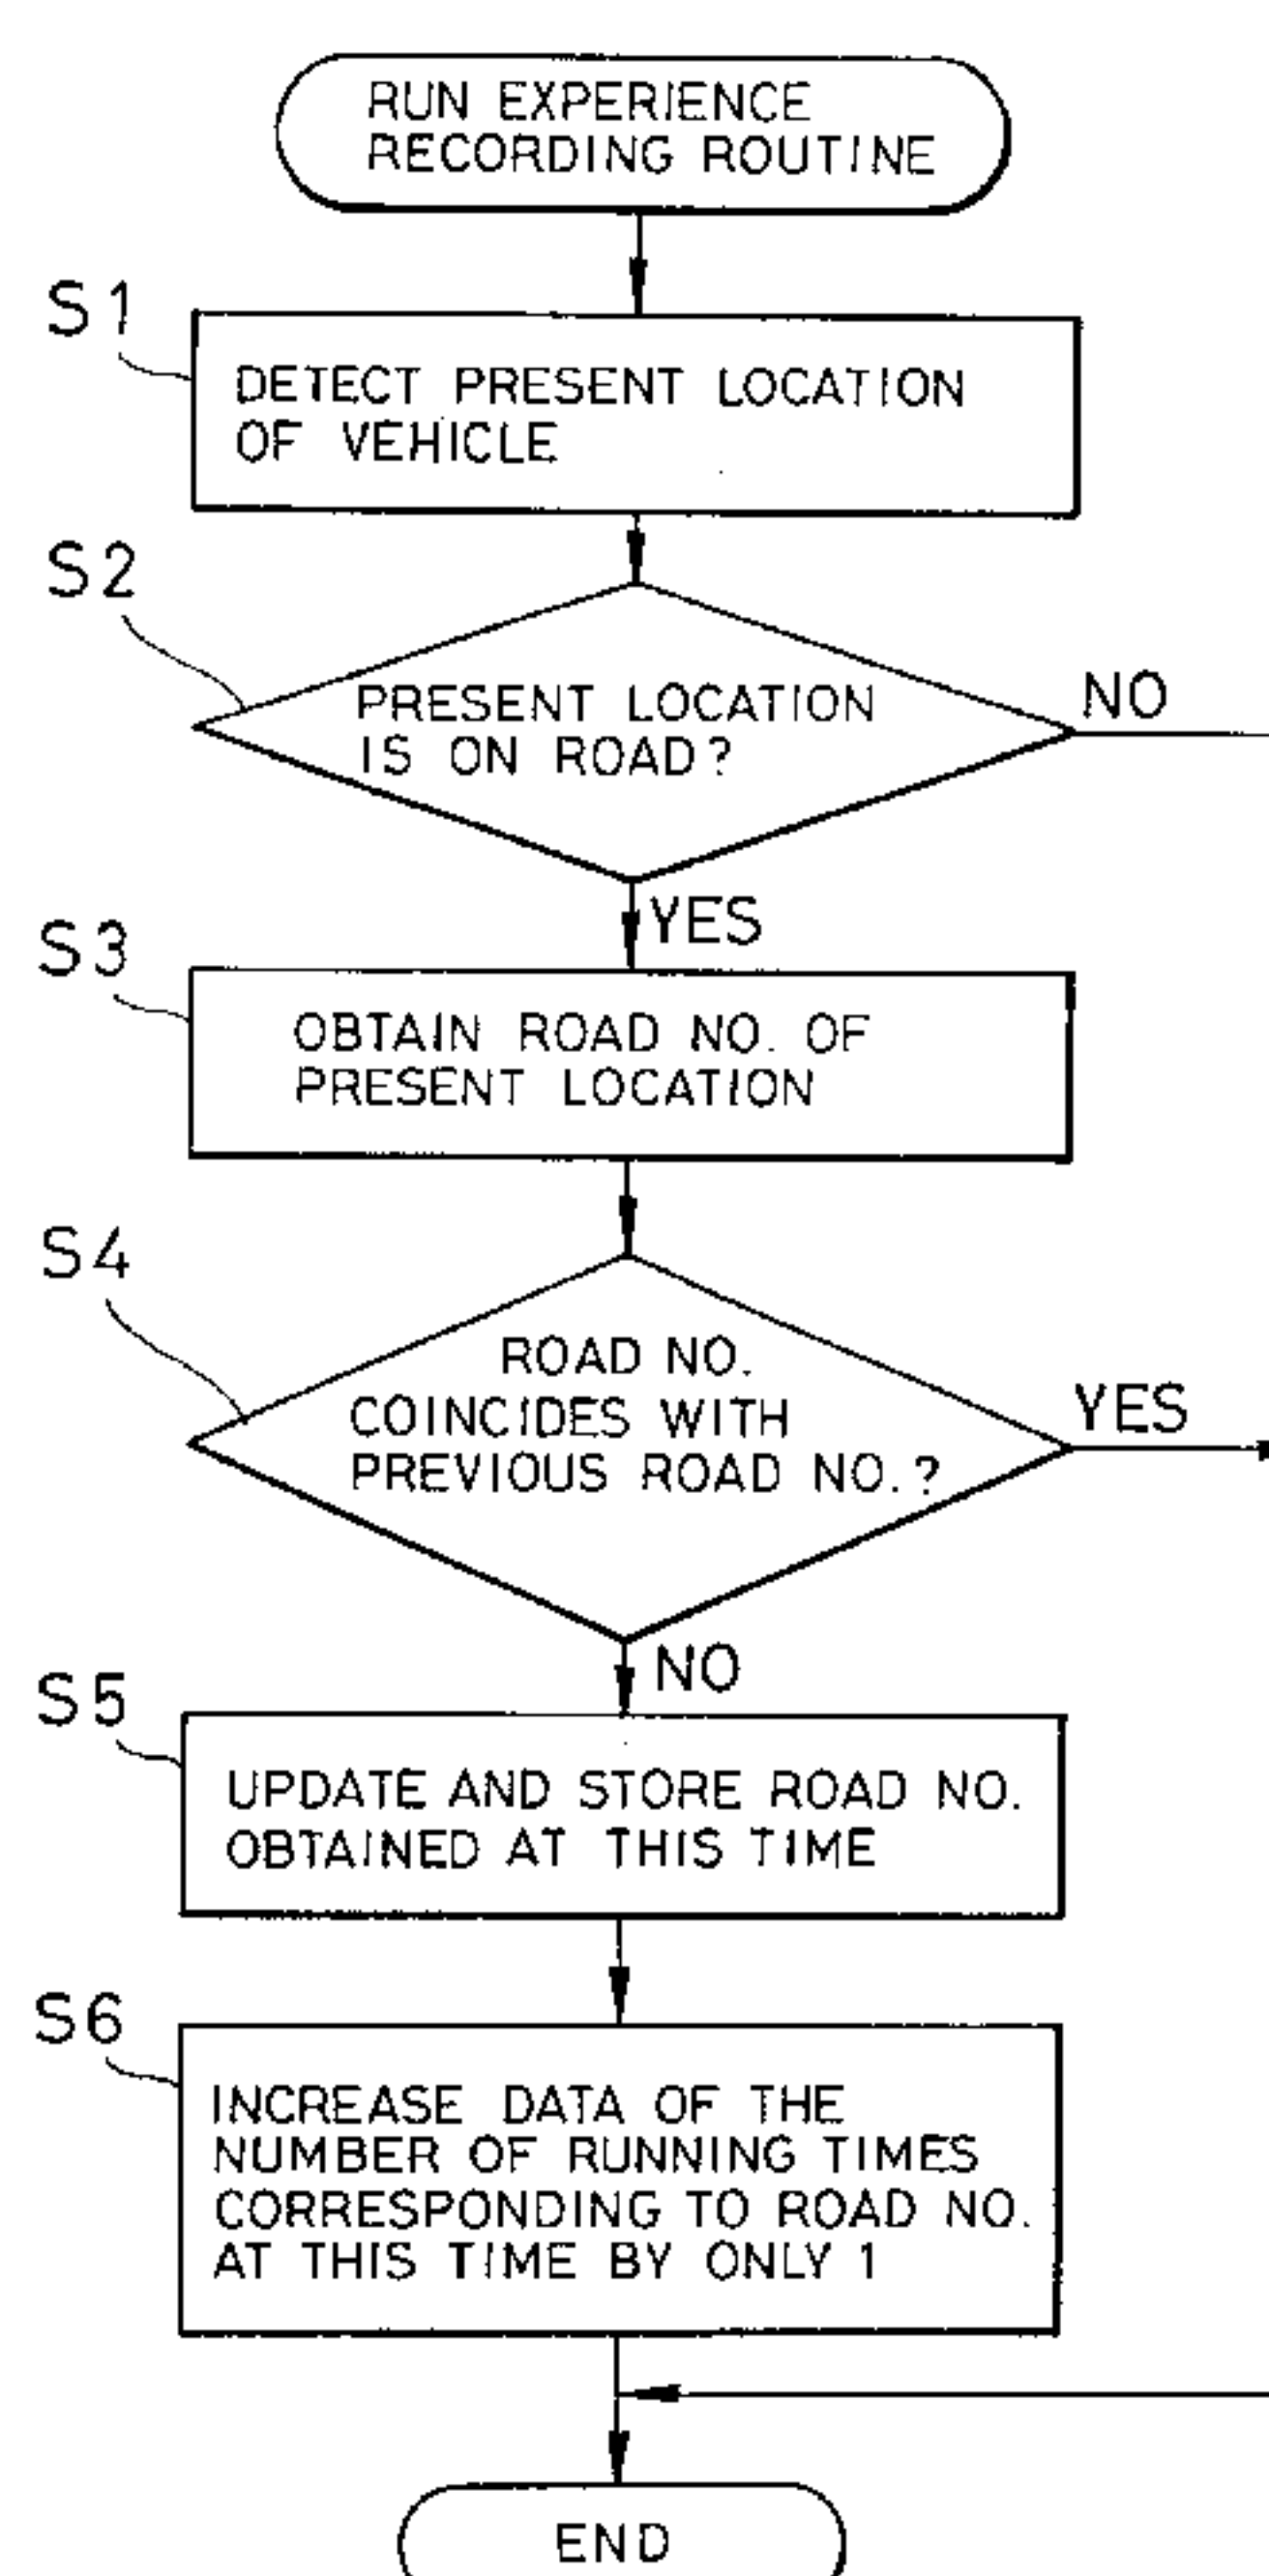 RUN EXPERIENCE
RECORDING ROUTINE
S1
DETECT PRESENT LOCATION
OF VEHICLE
S2
PRESENT LOCATION
IS ON ROAD?
NO
YES
S3
OBTAIN ROAD NO. OF
PRESENT LOCATION
S4
ROAD NO.
COINCIDES WITH
PREVIOUS ROAD NO.?
YES
NO
S5
UPDATE AND STORE ROAD NO.
OBTAINED AT THIS TIME
S6
INCREASE DATA OF THE
NUMBER OF RUNNING TIMES
CORRESPONDING TO ROAD NO.
AT THIS TIME BY ONLY 1
END